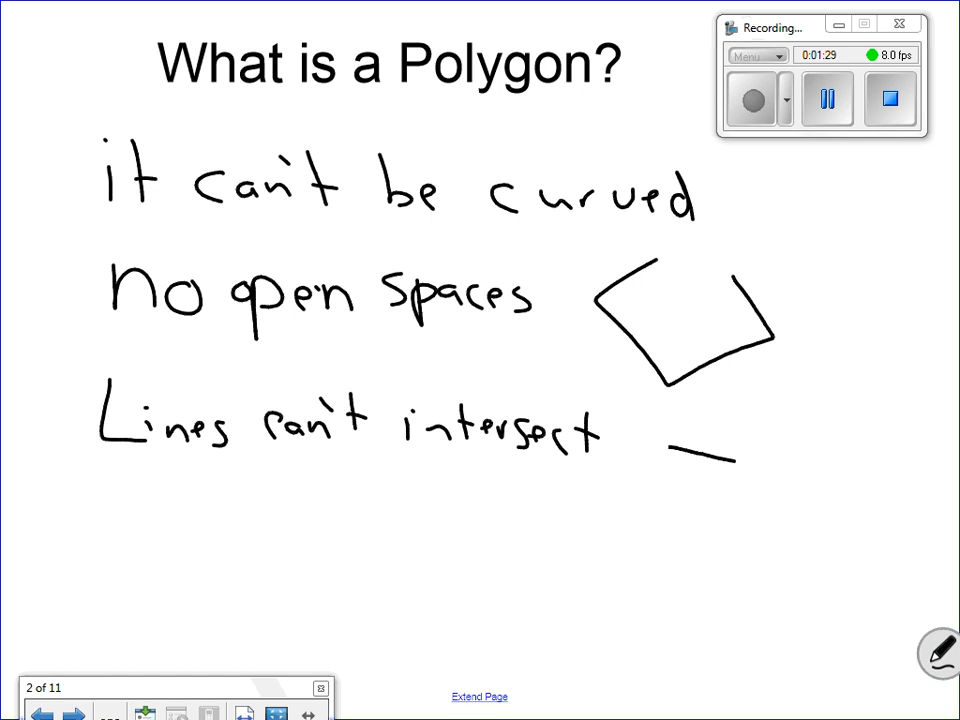 What is a Polygon?
Recording...
Menu
0:01:29
8.0 fps
it can't be curved
no open spaces
Lines can't intersect
2 of 11
Extend Page